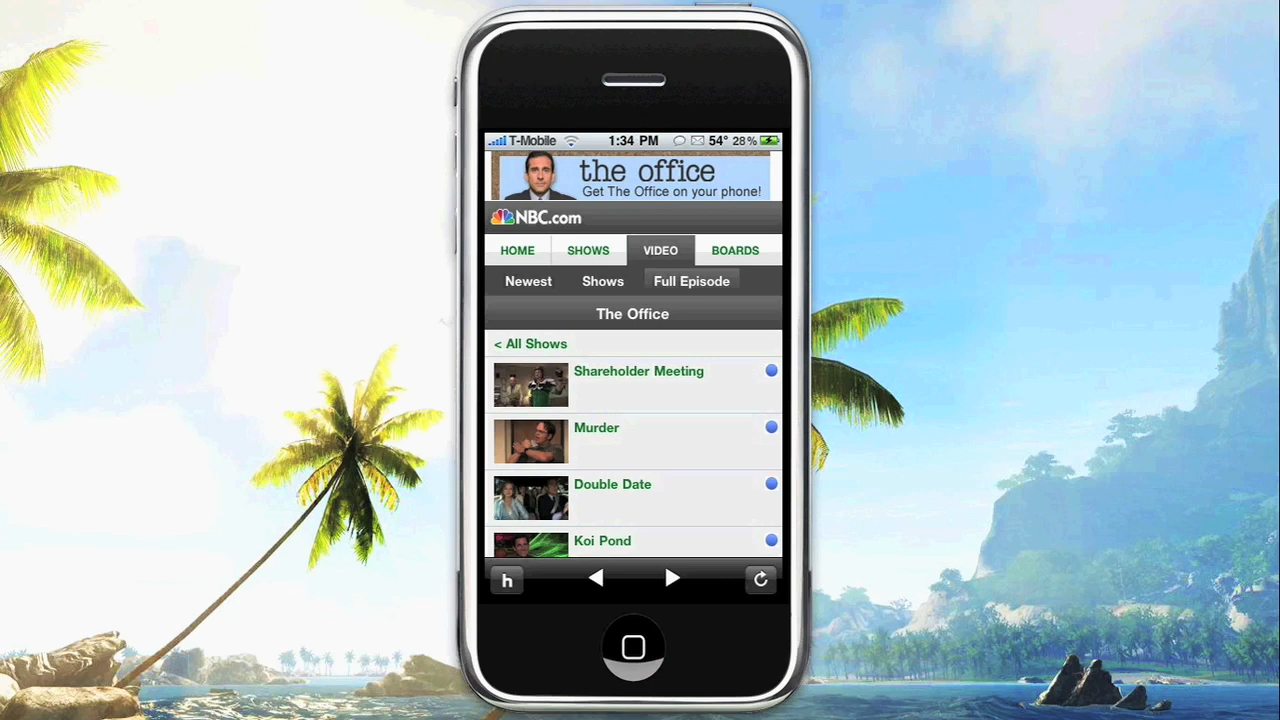 T-Mobile 1:34 PM 54° 28%
the office
Get The Office on your phone!
NBC.com
HOME SHOWS VIDEO BOARDS
Newest Shows Full Episode
The Office
< All Shows
Shareholder Meeting
Murder
Double Date
Koi Pond
h